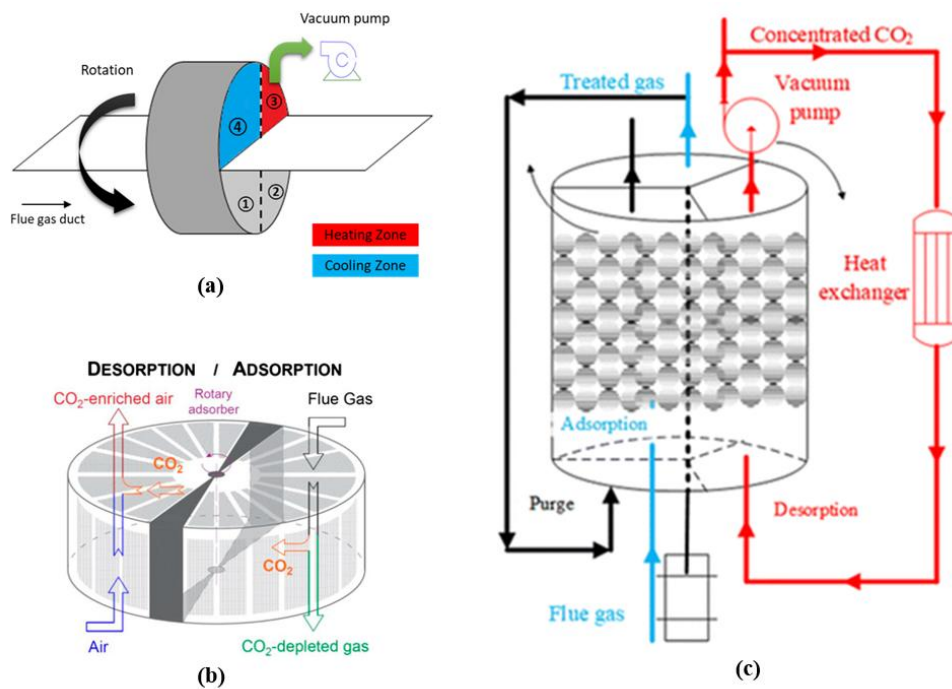 Vacuum pump
C
Rotation
③
④
①
②
Flue gas duct
Heating Zone
Cooling Zone
(a)
DESORPTION / ADSORPTION
CO₂-enriched air
Rotary
adsorber
Flue Gas
CO₂
CO₂
Air
CO₂-depleted gas
(b)
Concentrated CO₂
Treated gas
Vacuum
pump
Heat
exchanger
Adsorption
Purge
Desorption
Flue gas
(c)